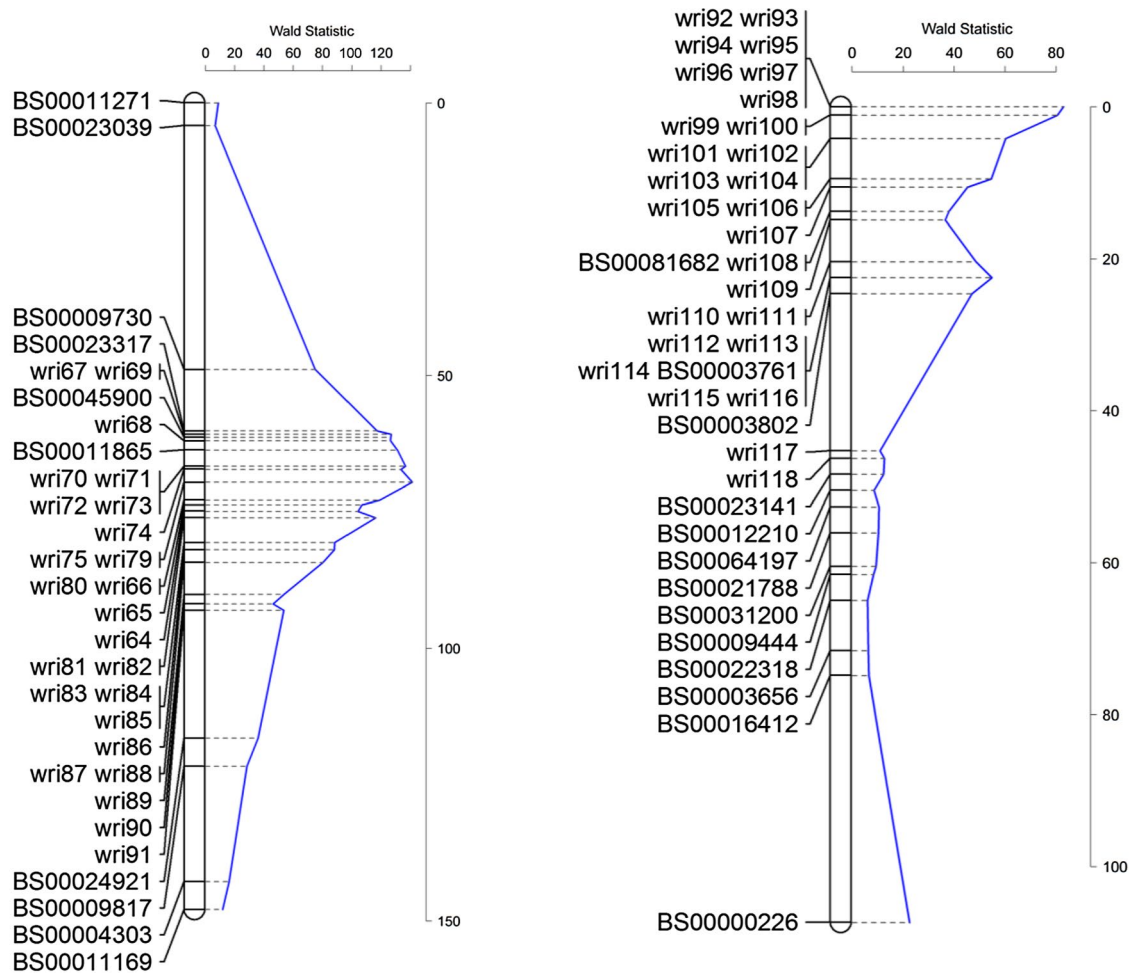 Wald Statistic
0 20 40 60 80 100 120
BS00011271
BS00023039
BS00009730
BS00023317
wri67 wri69
BS00045900
wri68
BS00011865
wri70 wri71
wri72 wri73
wri74
wri75 wri79
wri80 wri66
wri65
wri64
wri81 wri82
wri83 wri84
wri85
wri86
wri87 wri88
wri89
wri90
wri91
BS00024921
BS00009817
BS00004303
BS00011169
0
50
100
150
wri92 wri93
wri94 wri95
wri96 wri97
wri98
wri99 wri100
wri101 wri102
wri103 wri104
wri105 wri106
wri107
BS00081682 wri108
wri109
wri110 wri111
wri112 wri113
wri114 BS00003761
wri115 wri116
BS00003802
wri117
wri118
BS00023141
BS00012210
BS00064197
BS00021788
BS00031200
BS00009444
BS00022318
BS00003656
BS00016412
BS00000226
Wald Statistic
0 20 40 60 80
0
20
40
60
80
100